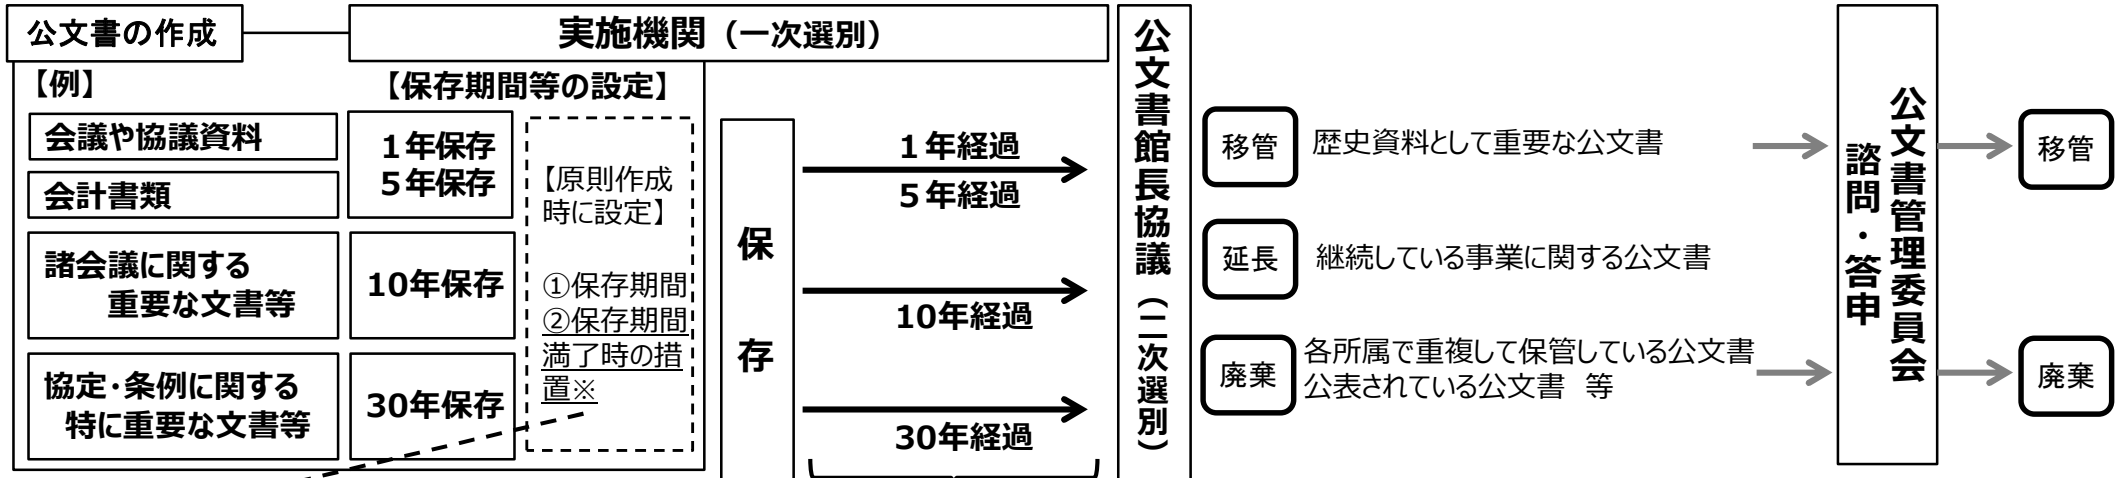 公文書の作成
実施機関（一次選別）
【例】
【保存期間等の設定】
会議や協議資料
会計書類
１年保存
５年保存
諸会議に関する
重要な文書等
10年保存
協定・条例に関する
特に重要な文書等
30年保存
【原則作成
時に設定】
①保存期間
②保存期間
満了時の措
置※
保存
１年経過
５年経過
10年経過
30年経過
公文書館長協議（二次選別）
移管
歴史資料として重要な公文書
延長
継続している事業に関する公文書
廃棄
各所属で重複して保管している公文書
公表されている公文書　等
公文書管理委員会
諮問・答申
移管
廃棄